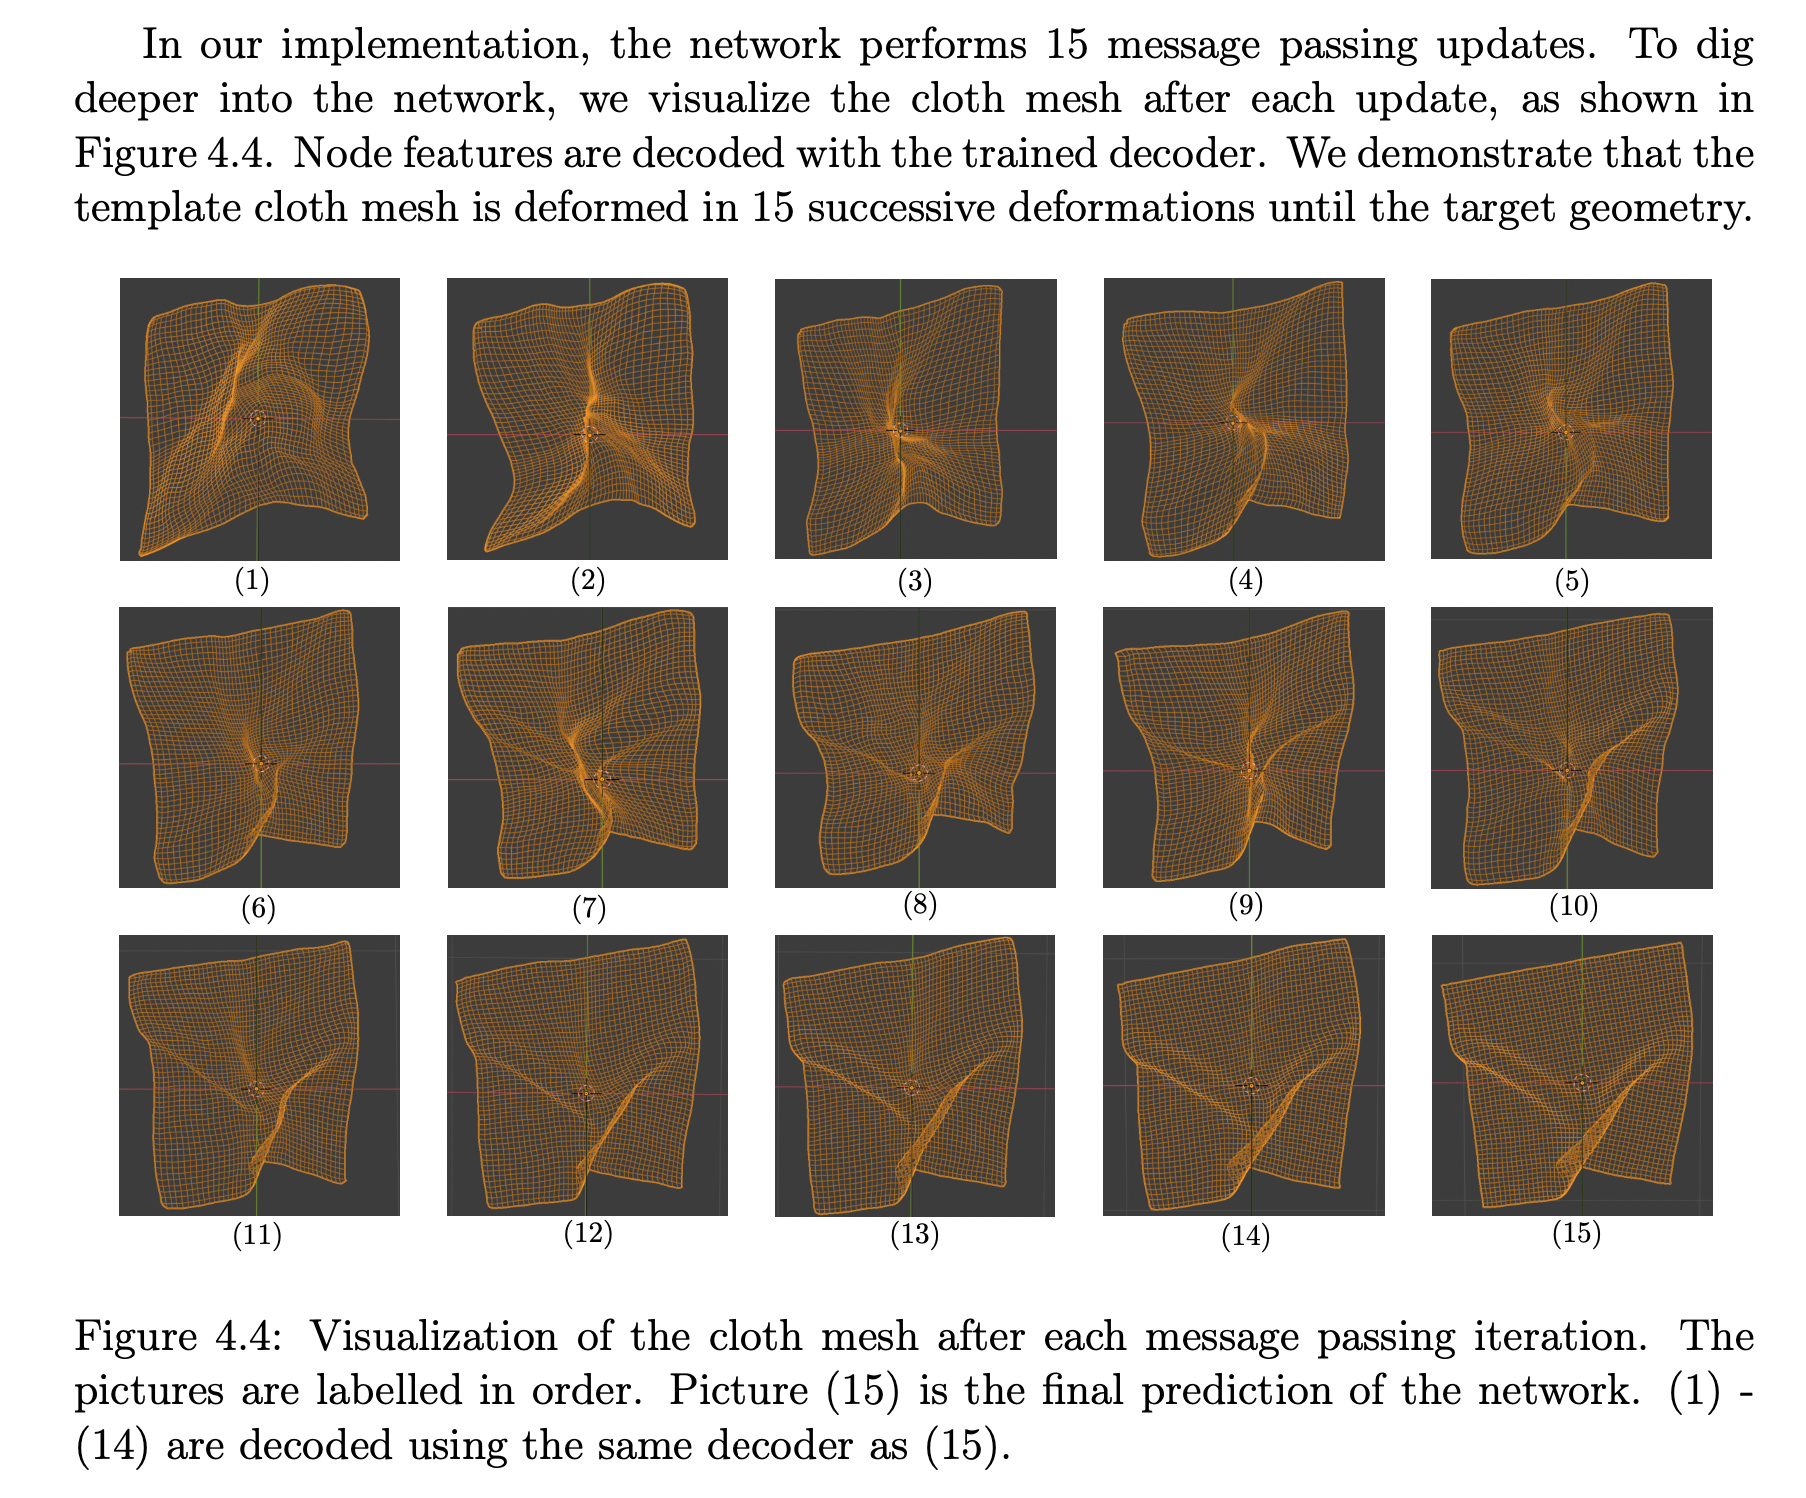 In our implementation, the network performs 15 message passing updates. To dig
deeper into the network, we visualize the cloth mesh after each update, as shown in
Figure 4.4. Node features are decoded with the trained decoder. We demonstrate that the
template cloth mesh is deformed in 15 successive deformations until the target geometry.
(1) (2) (3) (4) (5)
(6) (7) (8) (9) (10)
(11) (12) (13) (14) (15)
Figure 4.4: Visualization of the cloth mesh after each message passing iteration. The
pictures are labelled in order. Picture (15) is the final prediction of the network. (1) -
(14) are decoded using the same decoder as (15).